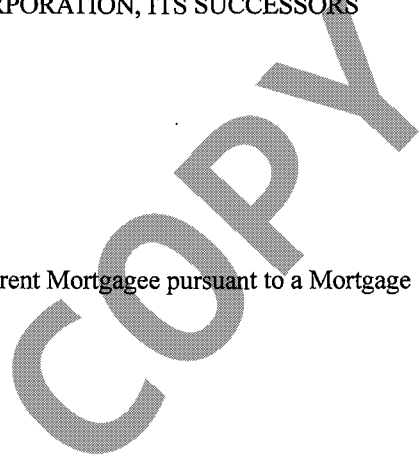 RPORATION, ITS SUCCESSORS
rent Mortgagee pursuant to a Mortgage
COPY